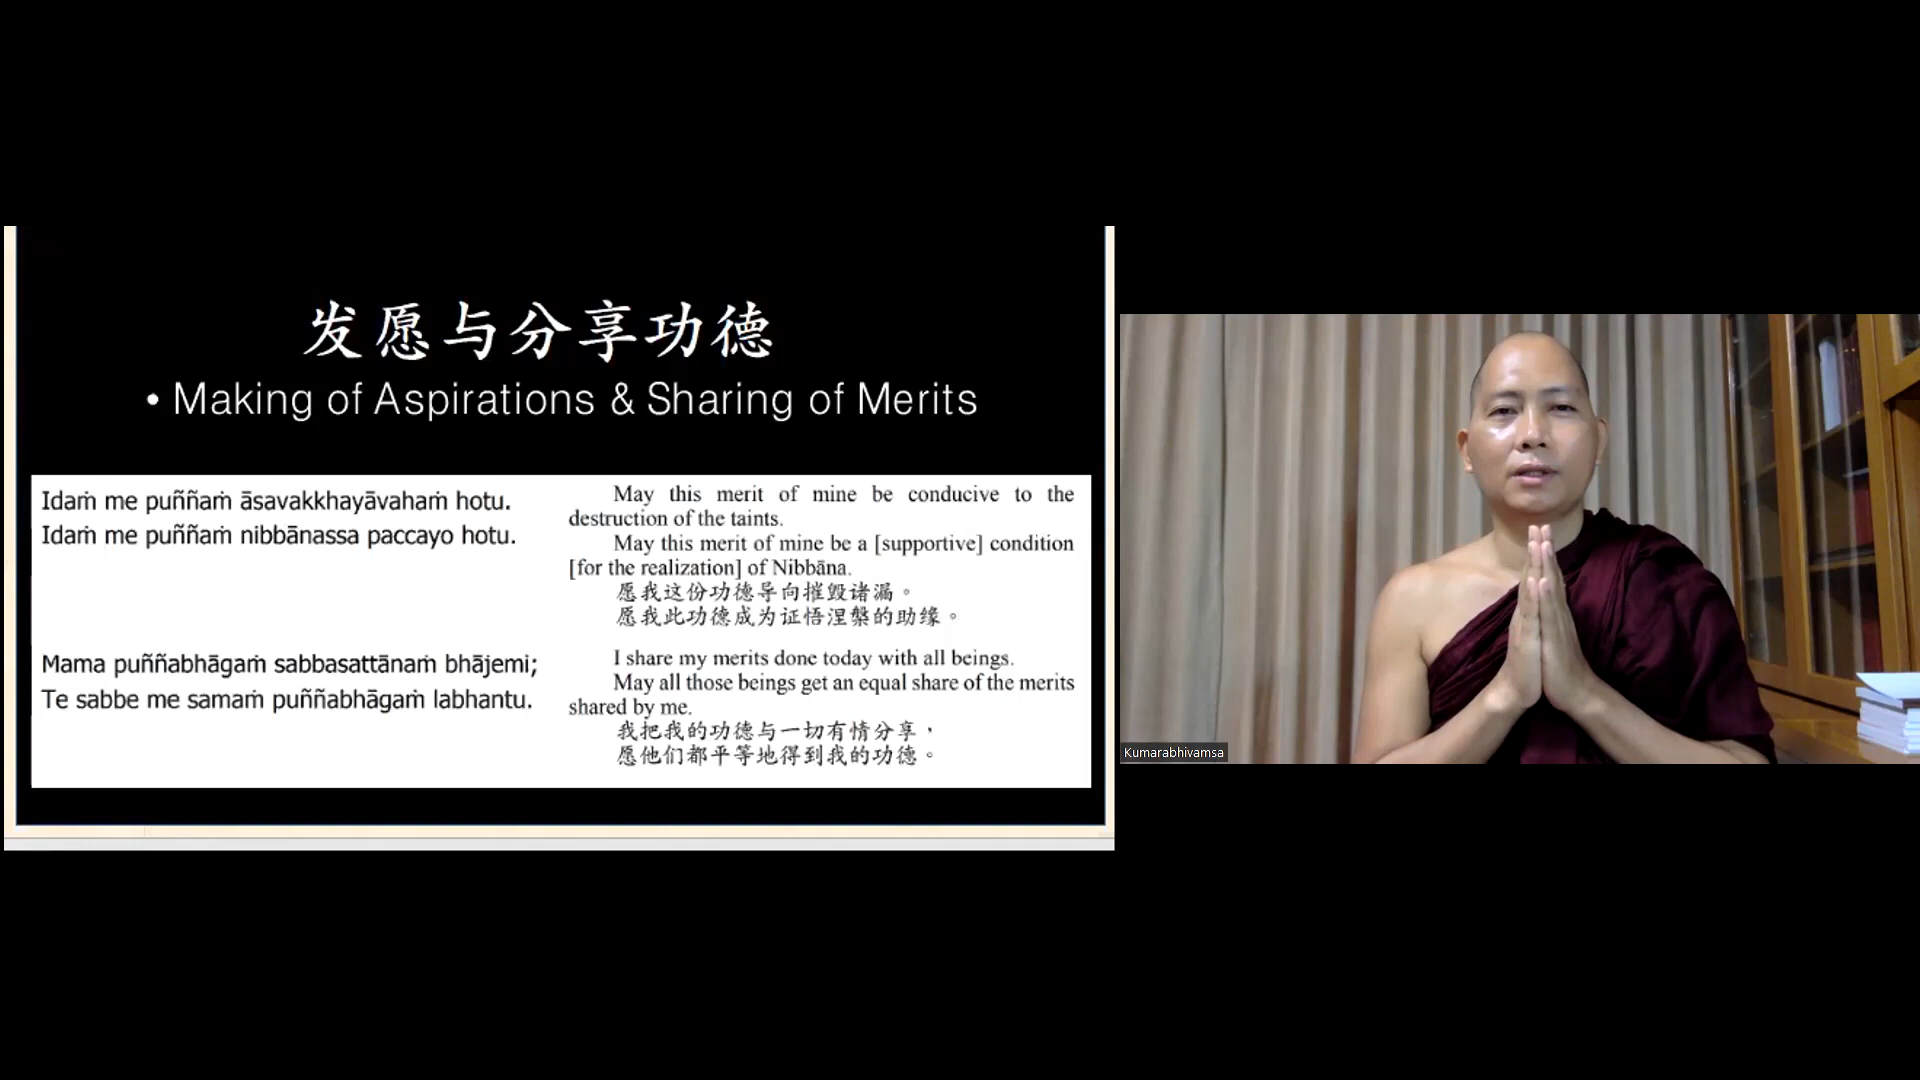 发愿与分享功德
• Making of Aspirations & Sharing of Merits
Idaṁ me puññaṁ āsavakkhayāvahaṁ hotu.
Idaṁ me puññaṁ nibbānassa paccayo hotu.
May this merit of mine be conducive to the
destruction of the taints.
May this merit of mine be a [supportive] condition
[for the realization] of Nibbāna.
愿我这份功德导向摧毁诸漏。
愿我此功德成为证悟涅槃的助缘。
Mama puññabhāgaṁ sabbasattānaṁ bhājemi;
Te sabbe me samaṁ puññabhāgaṁ labhantu.
I share my merits done today with all beings.
May all those beings get an equal share of the merits
shared by me.
我把我的功德与一切有情分享，
愿他们都平等地得到我的功德。
Kumarabhivamsa